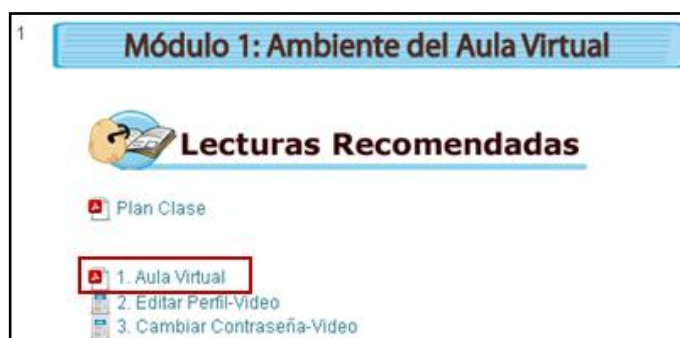 1
Módulo 1: Ambiente del Aula Virtual
Lecturas Recomendadas
Plan Clase
1. Aula Virtual
2. Editar Perfil-Video
3. Cambiar Contraseña-Video